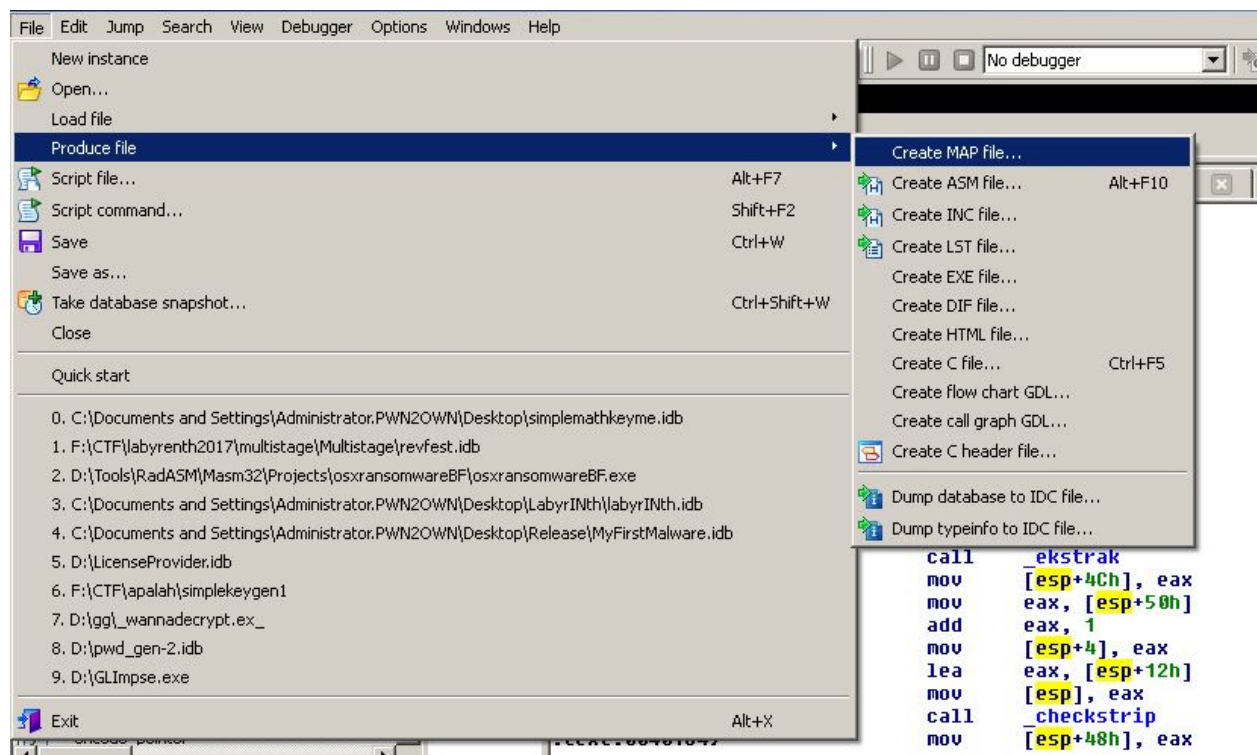 File Edit Jump Search View Debugger Options Windows Help
New instance
Open...
Load file
Produce file
Script file... Alt+F7
Script command... Shift+F2
Save Ctrl+W
Save as...
Take database snapshot... Ctrl+Shift+W
Close
Quick start
0. C:\Documents and Settings\Administrator.PWN2OWN\Desktop\simplemathkeyme.idb
1. F:\CTF\labyrenth2017\multistage\Multistage\revfest.idb
2. D:\Tools\RadASM\Masm32\Projects\osxransomwareBF\osxransomwareBF.exe
3. C:\Documents and Settings\Administrator.PWN2OWN\Desktop\LabyrINth\labyrINth.idb
4. C:\Documents and Settings\Administrator.PWN2OWN\Desktop\Release\MyFirstMalware.idb
5. D:\LicenseProvider.idb
6. F:\CTF\apalah\simplekeygen1
7. D:\gg\_wannadecrypt.ex_
8. D:\pwd_gen-2.idb
9. D:\GLImpse.exe
Exit Alt+X
No debugger
Create MAP file...
Create ASM file... Alt+F10
Create INC file...
Create LST file...
Create EXE file...
Create DIF file...
Create HTML file...
Create C file... Ctrl+F5
Create flow chart GDL...
Create call graph GDL...
Create C header file...
Dump database to IDC file...
Dump typeinfo to IDC file...
call _ekstrak
mov [esp+4Ch], eax
mov eax, [esp+50h]
add eax, 1
mov [esp+4], eax
lea eax, [esp+12h]
mov [esp], eax
call _checkstrip
mov [esp+48h], eax